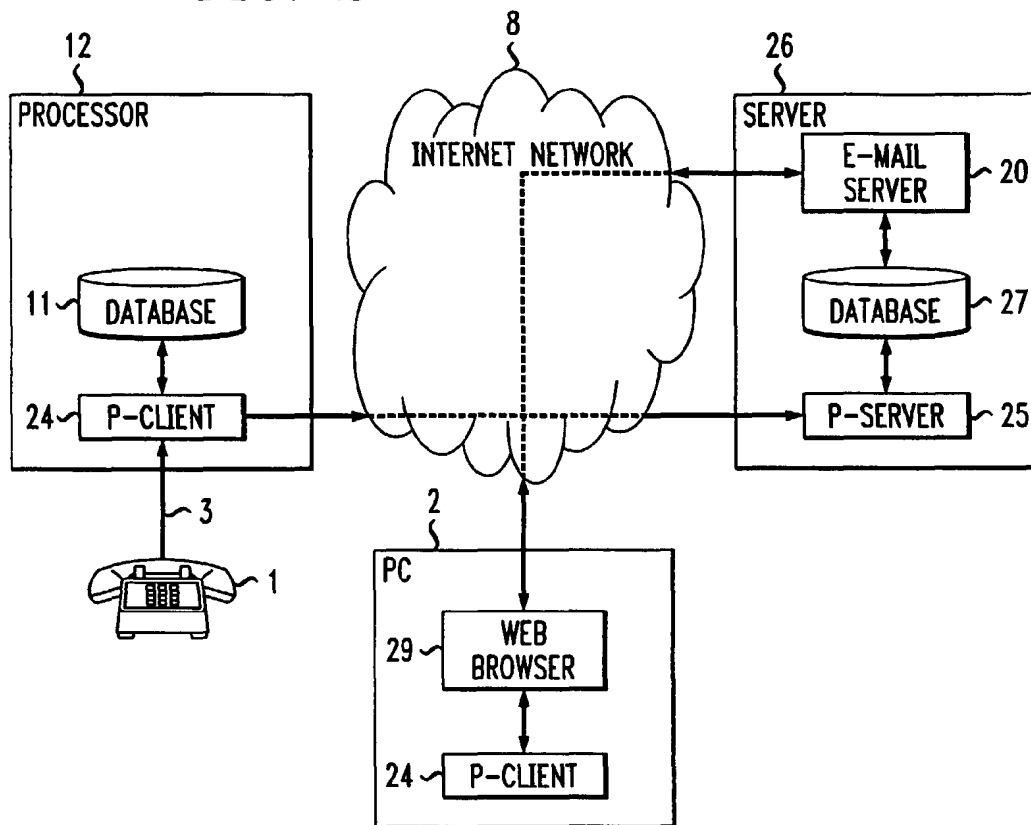 12
8
26
PROCESSOR
SERVER
INTERNET NETWORK
E-MAIL
SERVER
20
11
DATABASE
DATABASE
27
24
P-CLIENT
P-SERVER
25
3
1
2
PC
29
WEB
BROWSER
24
P-CLIENT